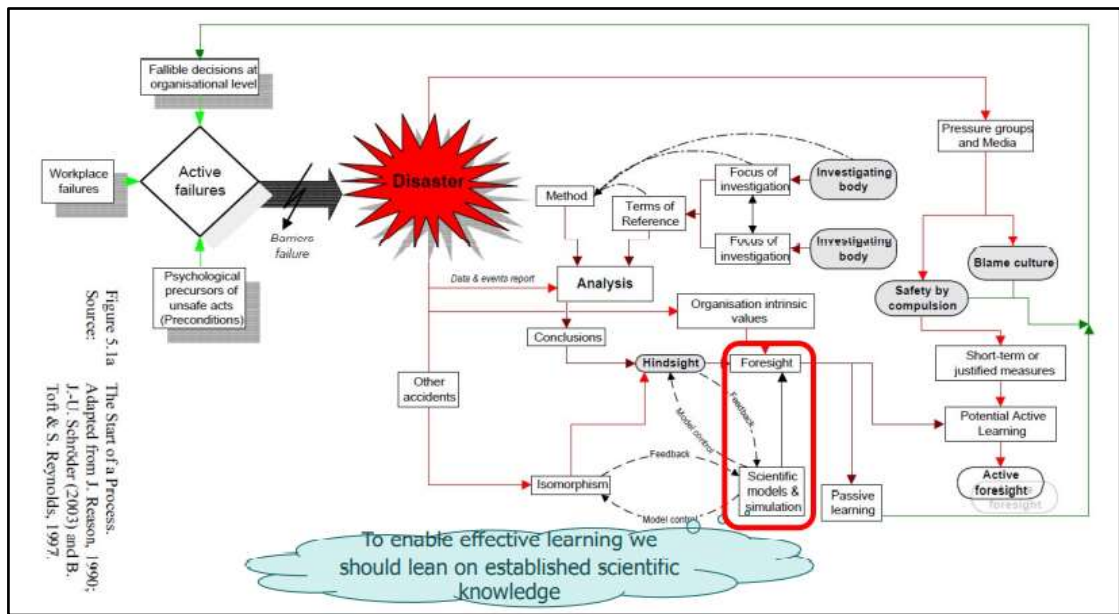 Fallible decisions at
organisational level
Workplace
failures
Active
failures
Barriers
failure
Psychological
precursors of
unsafe acts
(Preconditions)
Disaster
Pressure groups
and Media
Method
Terms of
Reference
Focus of
investigation
Investigating
body
Focus of
investigation
Investigating
body
Data & events report
Analysis
Blame culture
Safety by
compulsion
Organisation intrinsic
values
Conclusions
Hindsight
Foresight
Short-term or
justified measures
Other
accidents
Feedback
Model control
Potential Active
Learning
Feedback
Isomorphism
Scientific
models &
simulation
Passive
learning
Active
foresight
foresight
Model control
To enable effective learning we
should lean on established scientific
knowledge
Figure 5.1a The Start of a Process.
Source: Adapted from J. Reason, 1990;
J.-U. Schröder (2003) and B.
Toft & S. Reynolds, 1997.